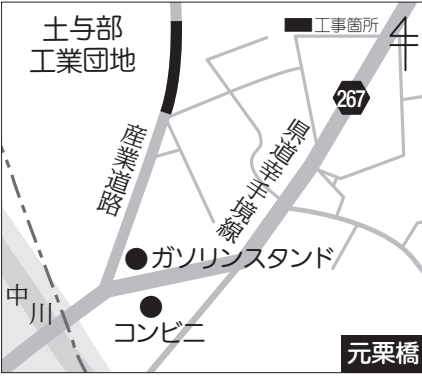 土与部
工業団地
工事箇所
267
産業道路
県道幸手境線
ガソリンスタンド
中川
コンビニ
元栗橋